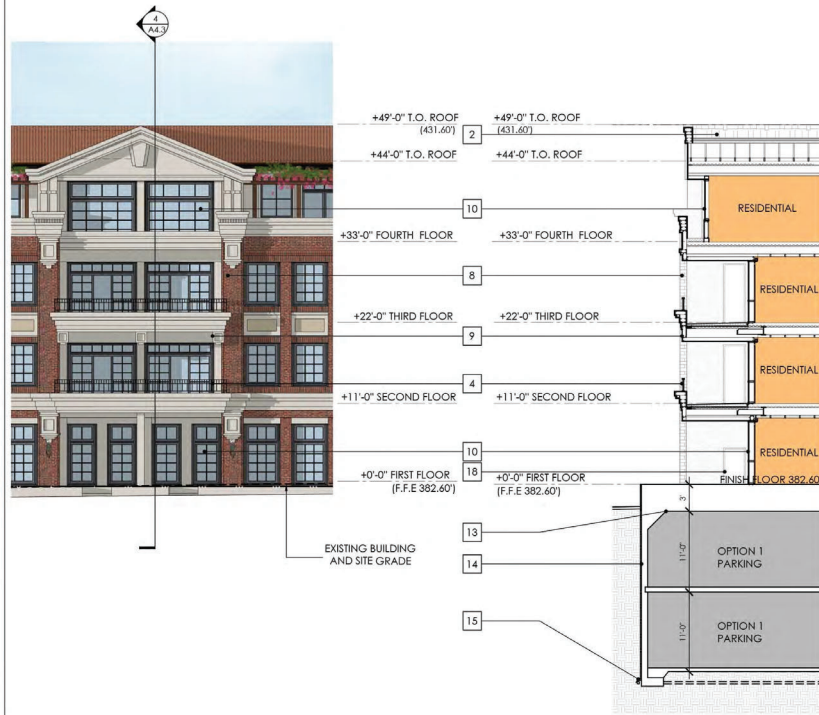 4
A4.3
+49'-0" T.O. ROOF
(431.60')
+49'-0" T.O. ROOF
(431.60')
2
+44'-0" T.O. ROOF
+44'-0" T.O. ROOF
10
RESIDENTIAL
+33'-0" FOURTH FLOOR
+33'-0" FOURTH FLOOR
8
RESIDENTIAL
+22'-0" THIRD FLOOR
+22'-0" THIRD FLOOR
9
RESIDENTIAL
4
+11'-0" SECOND FLOOR
+11'-0" SECOND FLOOR
10
RESIDENTIAL
18
+0'-0" FIRST FLOOR
(F.F.E 382.60')
+0'-0" FIRST FLOOR
(F.F.E 382.60')
FINISH FLOOR 382.60
3'
13
EXISTING BUILDING
AND SITE GRADE
14
11'-0"
OPTION 1
PARKING
15
11'-0"
OPTION 1
PARKING